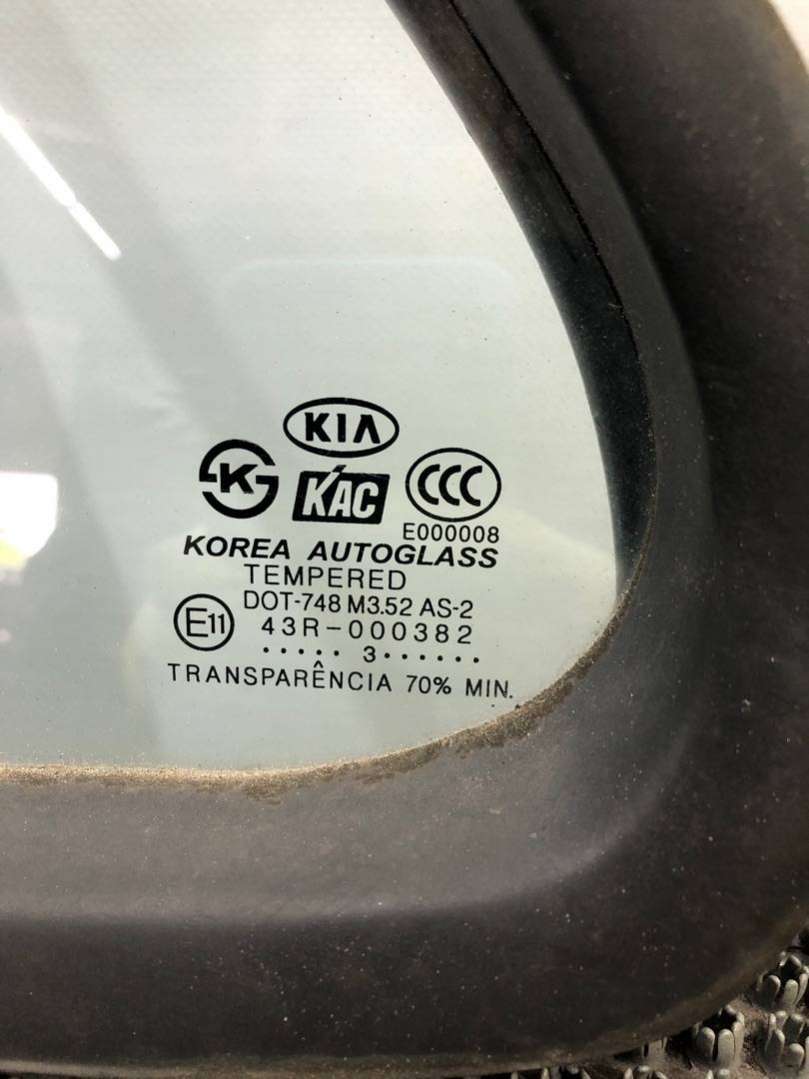 KIA
K
KAC
CCC
E000008
KOREA AUTOGLASS
TEMPERED
DOT-748 M3.52 AS-2
E11
43R-000382
..... 3......
TRANSPARÊNCIA 70% MIN.